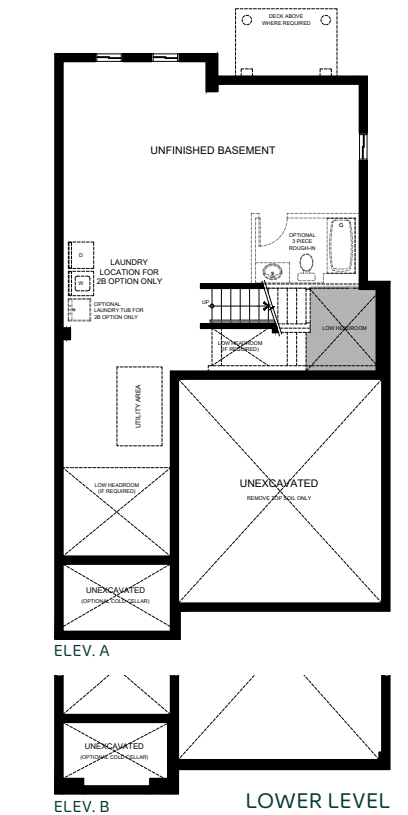 DECK ABOVE
WHERE REQUIRED
UNFINISHED BASEMENT
OPTIONAL
3 PIECE
ROUGH-IN
D
LAUNDRY
LOCATION FOR
2B OPTION ONLY
W
OPTIONAL
LAUNDRY TUB FOR
2B OPTION ONLY
UP
LOW HEADROOM
LOW HEADROOM
(IF REQUIRED)
UTILITY AREA
LOW HEADROOM
(IF REQUIRED)
UNEXCAVATED
REMOVE TOP SOIL ONLY
UNEXCAVATED
(OPTIONAL COLD CELLAR)
ELEV. A
UNEXCAVATED
(OPTIONAL COLD CELLAR)
ELEV. B
LOWER LEVEL